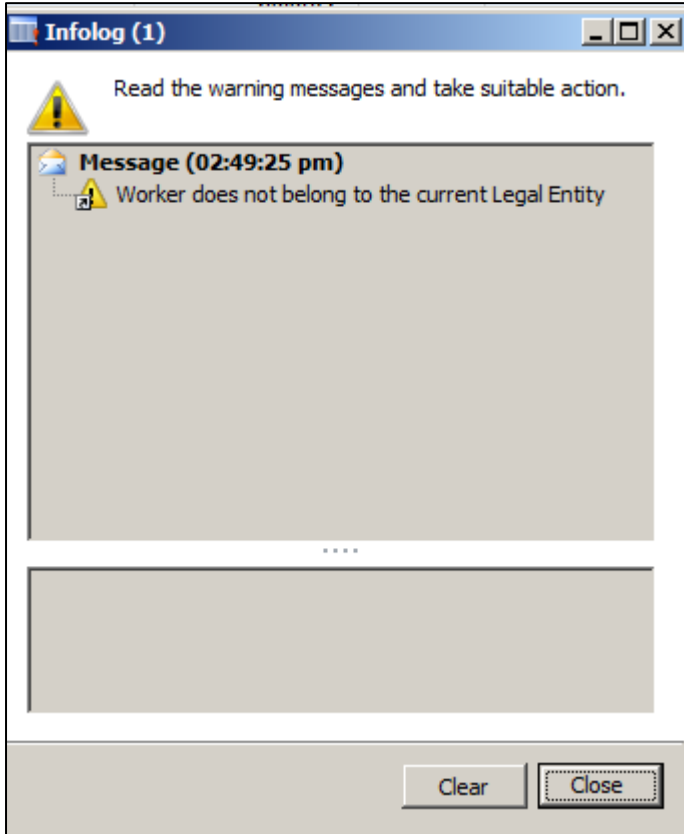 Infolog (1)
Read the warning messages and take suitable action.
Message (02:49:25 pm)
Worker does not belong to the current Legal Entity
Clear
Close